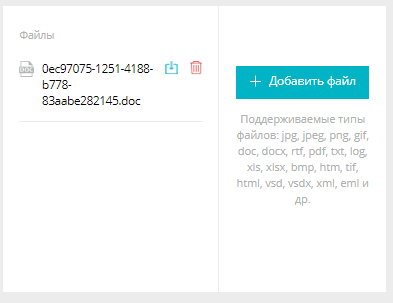 Файлы
DOC
0ec97075-1251-4188-
b778-
83aabe282145.doc
Добавить файл
Поддерживаемые типы
файлов: jpg, jpeg, png, gif,
doc, docx, rtf, pdf, txt, log,
xls, xlsx, bmp, htm, tif,
html, vsd, vsdx, xml, eml и
др.